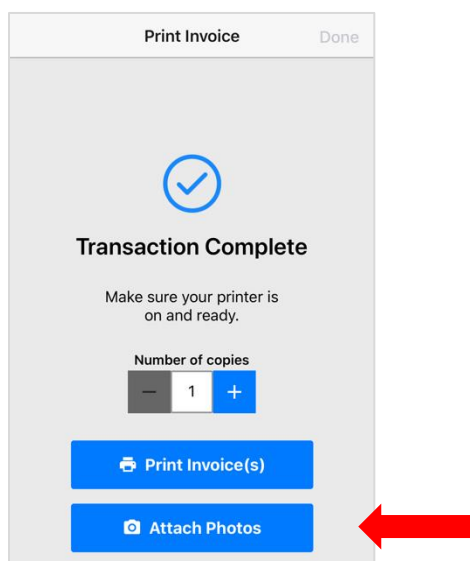 Print Invoice Done
Transaction Complete
Make sure your printer is
on and ready.
Number of copies
− 1 +
Print Invoice(s)
Attach Photos